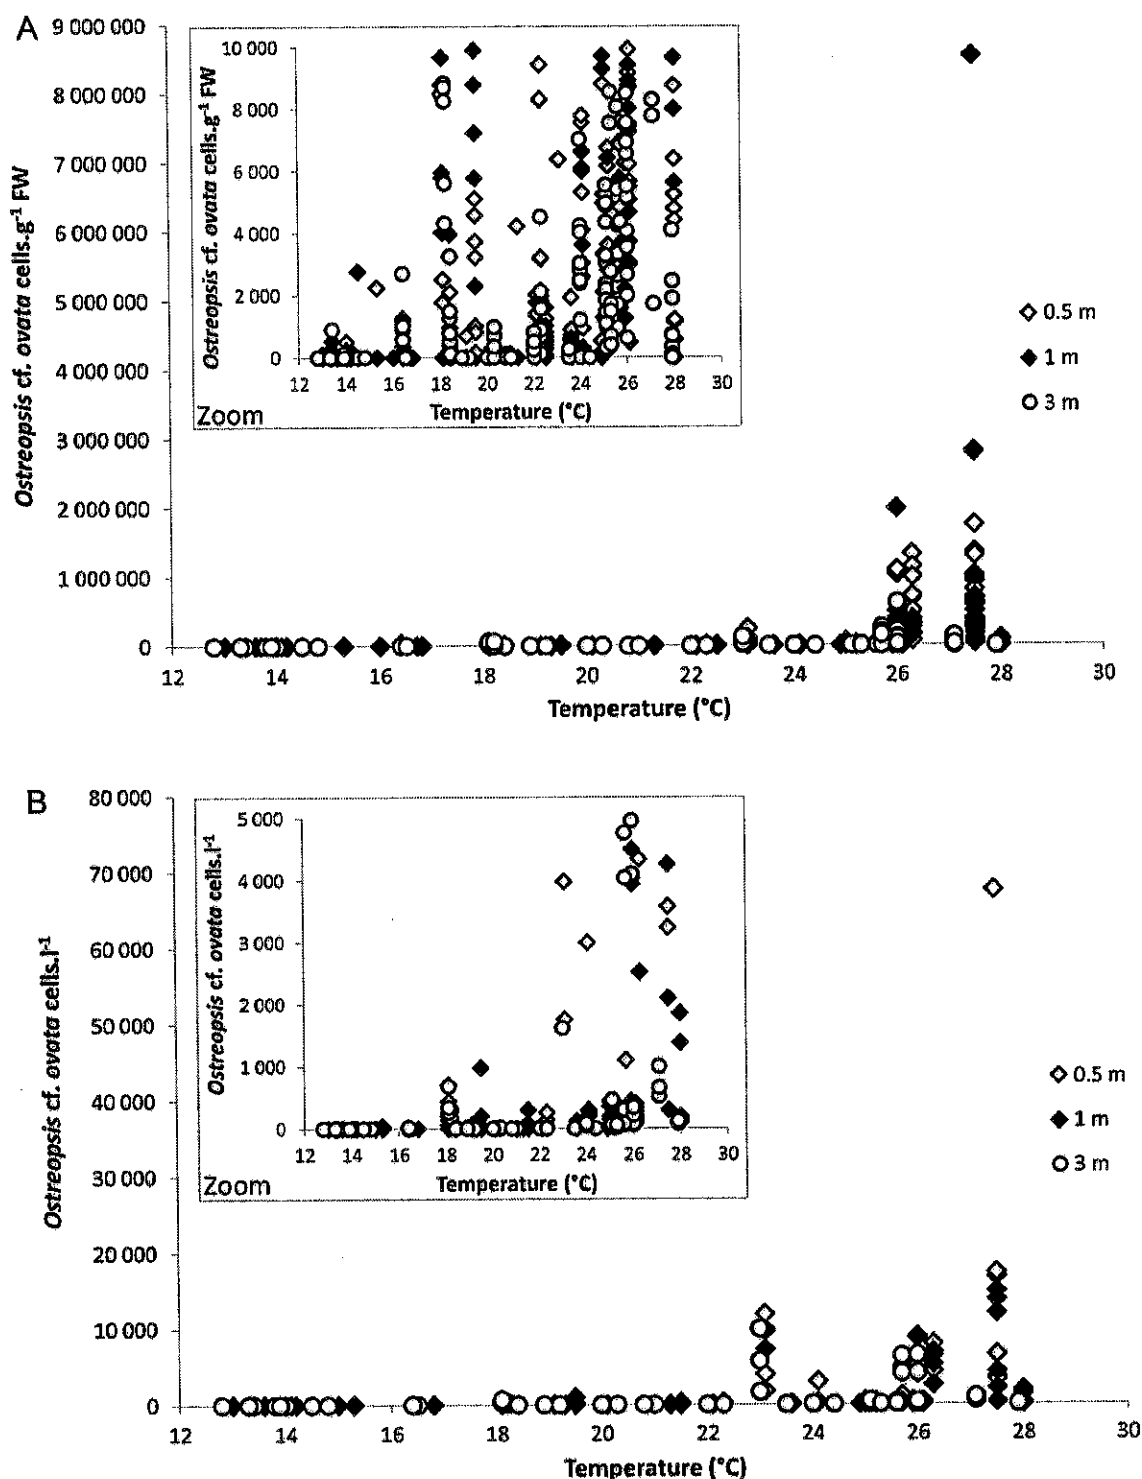 A
9 000 000
8 000 000
7 000 000
6 000 000
5 000 000
4 000 000
3 000 000
2 000 000
1 000 000
0
Ostreopsis cf. ovata cells.g⁻¹ FW
12 14 16 18 20 22 24 26 28 30
Temperature (°C)
10 000
8 000
6 000
4 000
2 000
0
Ostreopsis cf. ovata cells.g⁻¹ FW
12 14 16 18 20 22 24 26 28 30
Temperature (°C)
Zoom
0.5 m
1 m
3 m
B
80 000
70 000
60 000
50 000
40 000
30 000
20 000
10 000
0
Ostreopsis cf. ovata cells.l⁻¹
12 14 16 18 20 22 24 26 28 30
Temperature (°C)
5 000
4 000
3 000
2 000
1 000
0
Ostreopsis cf. ovata cells.l⁻¹
12 14 16 18 20 22 24 26 28 30
Temperature (°C)
Zoom
0.5 m
1 m
3 m